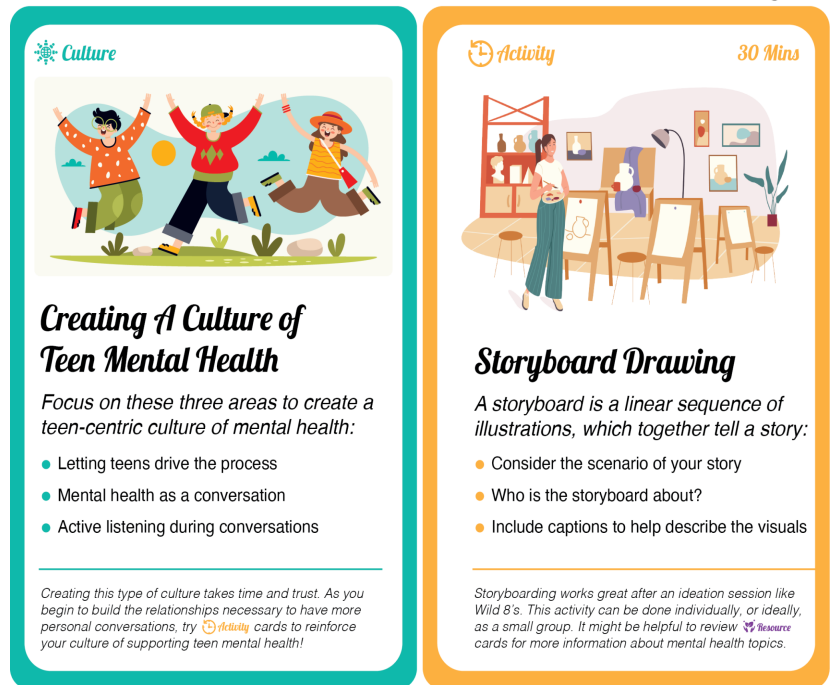 Culture
Creating A Culture of
Teen Mental Health
Focus on these three areas to create a
teen-centric culture of mental health:
• Letting teens drive the process
• Mental health as a conversation
• Active listening during conversations
Creating this type of culture takes time and trust. As you
begin to build the relationships necessary to have more
personal conversations, try Activity cards to reinforce
your culture of supporting teen mental health!
Activity 30 Mins
Storyboard Drawing
A storyboard is a linear sequence of
illustrations, which together tell a story:
• Consider the scenario of your story
• Who is the storyboard about?
• Include captions to help describe the visuals
Storyboarding works great after an ideation session like
Wild 8's. This activity can be done individually, or ideally,
as a small group. It might be helpful to review Resource
cards for more information about mental health topics.